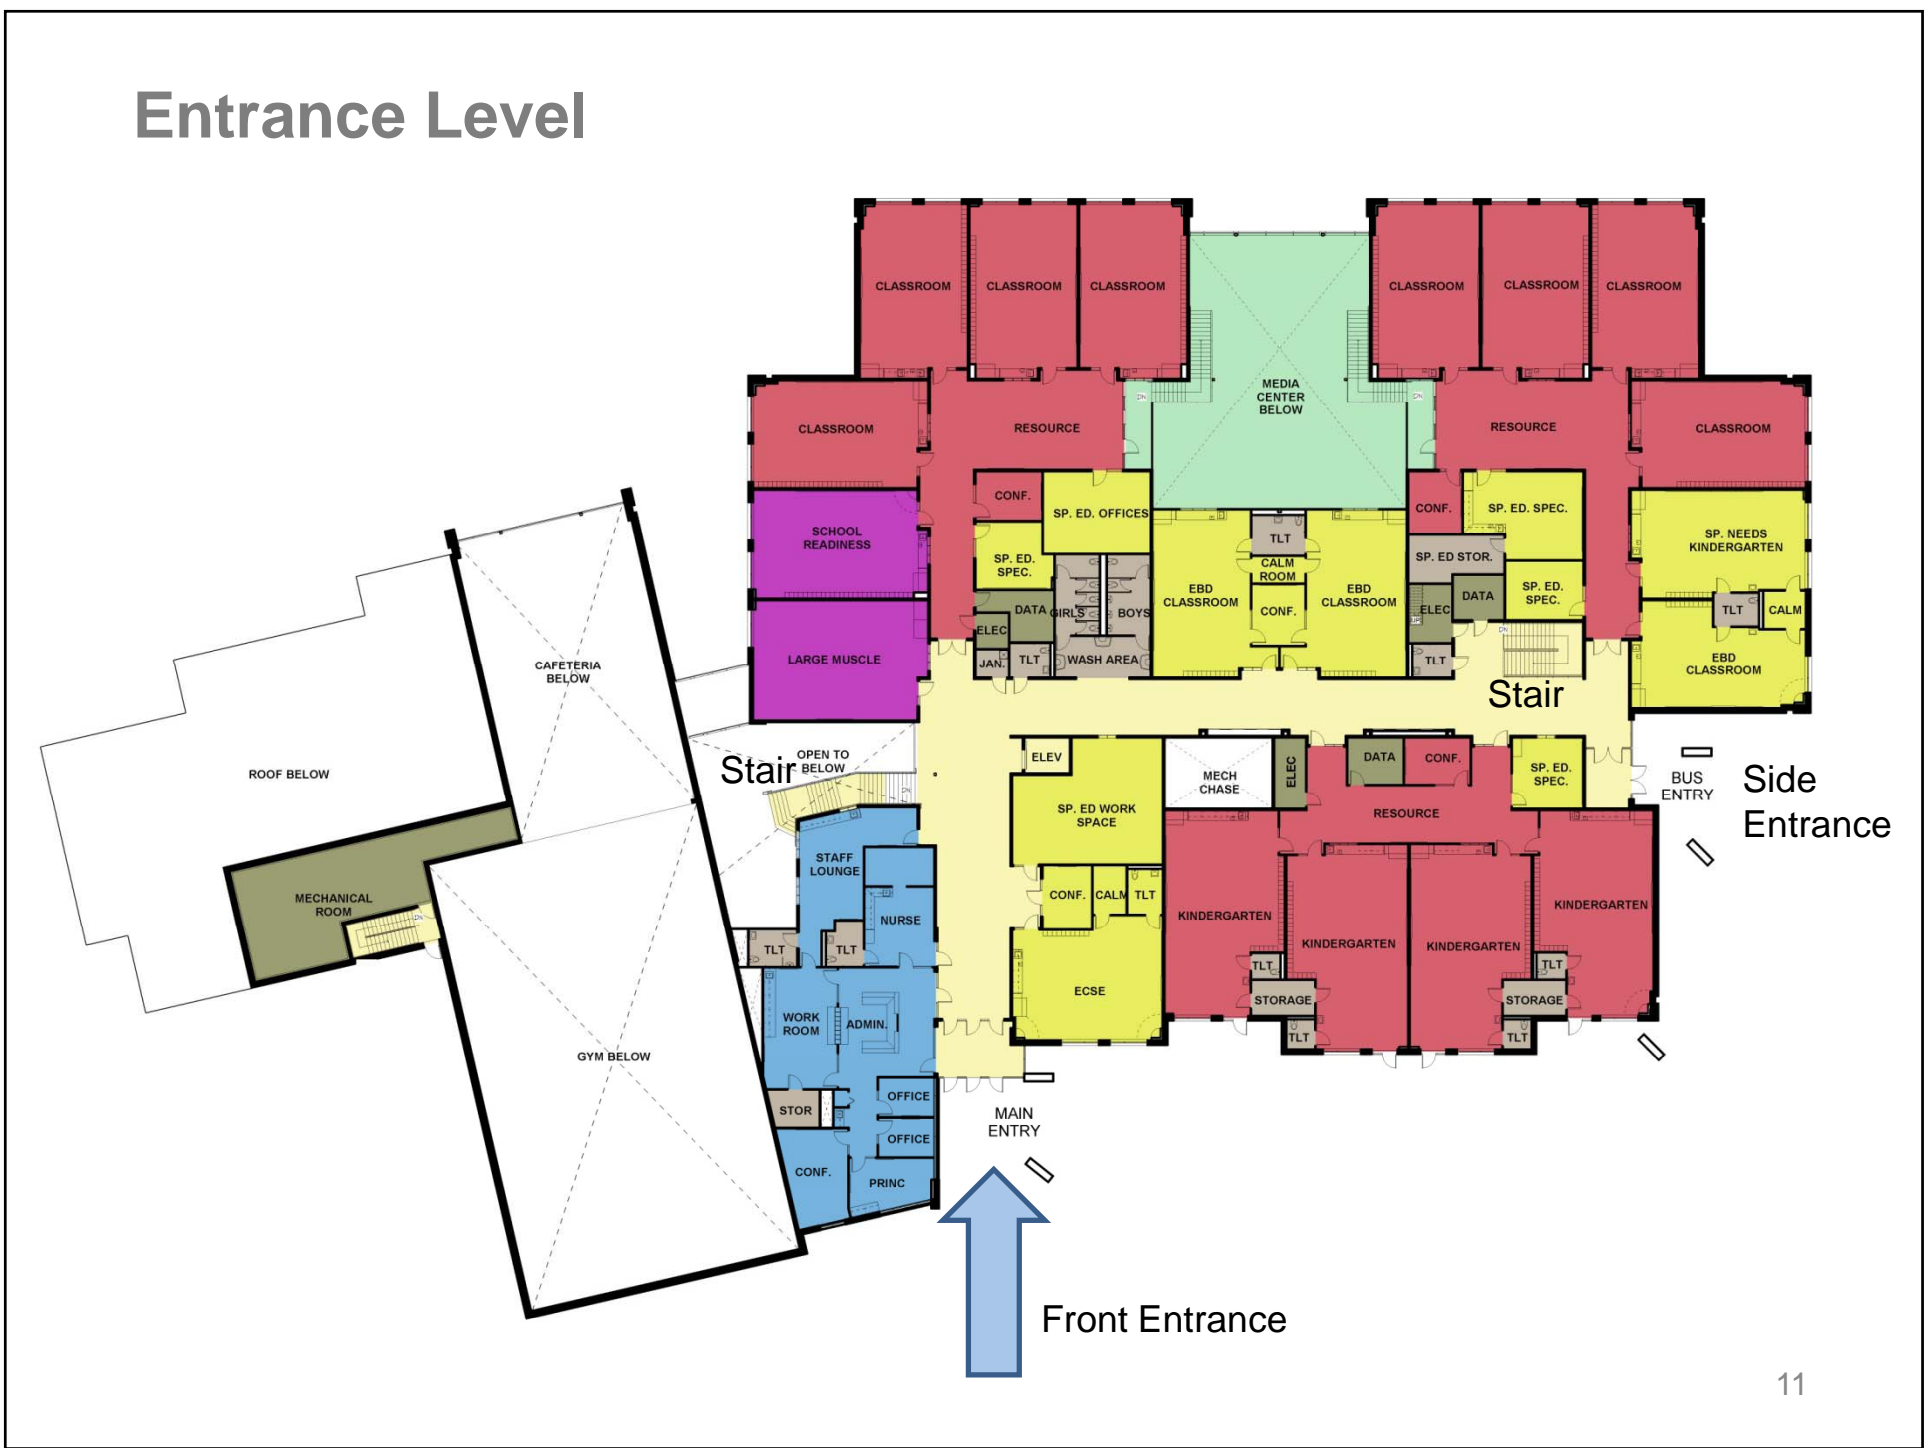 Entrance Level
CLASSROOM
CLASSROOM
CLASSROOM
CLASSROOM
CLASSROOM
CLASSROOM
MEDIA
CENTER
BELOW
DN
DN
CLASSROOM
RESOURCE
RESOURCE
CLASSROOM
CONF.
SP. ED. OFFICES
CONF.
SP. ED. SPEC.
SCHOOL
READINESS
SP. NEEDS
KINDERGARTEN
TLT
CALM
ROOM
SP. ED STOR.
SP. ED.
SPEC.
EBD
CLASSROOM
EBD
CLASSROOM
CONF.
DATA
GIRLS
BOYS
ELEC
UP
DATA
SP. ED.
SPEC.
TLT
CALM
ELEC
DN
LARGE MUSCLE
JAN.
TLT
WASH AREA
TLT
EBD
CLASSROOM
CAFETERIA
BELOW
Stair
OPEN TO
BELOW
Stair
ELEV
MECH
CHASE
ELEC
DATA
CONF.
SP. ED.
SPEC.
BUS
ENTRY
Side
Entrance
ROOF BELOW
DN
SP. ED WORK
SPACE
RESOURCE
STAFF
LOUNGE
MECHANICAL
ROOM
DN
NURSE
CONF.
CALM
TLT
KINDERGARTEN
KINDERGARTEN
KINDERGARTEN
KINDERGARTEN
TLT
TLT
TLT
TLT
ECSE
STORAGE
STORAGE
WORK
ROOM
ADMIN.
TLT
TLT
GYM BELOW
OFFICE
STOR
MAIN
ENTRY
OFFICE
CONF.
PRINC
Front Entrance
11